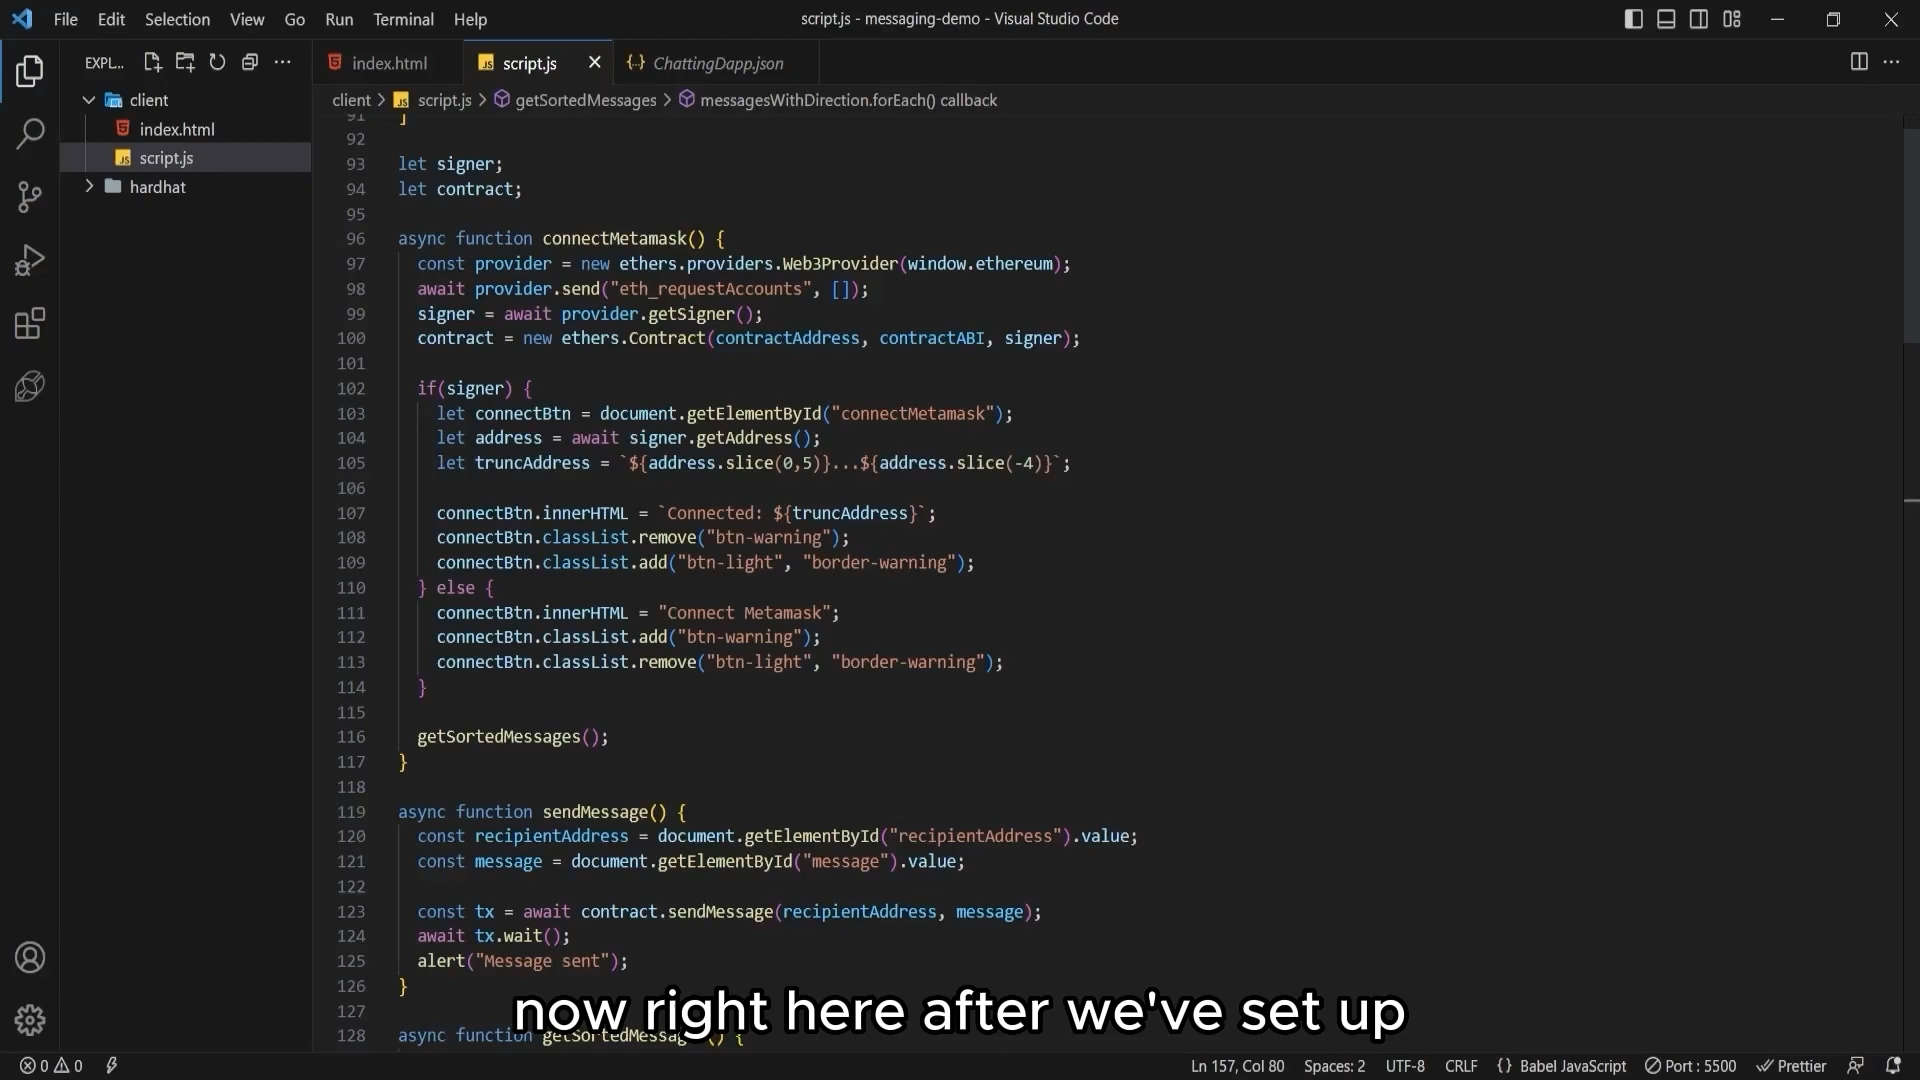 File Edit Selection View Go Run Terminal Help
script.js - messaging-demo - Visual Studio Code
EXPL...
client
index.html
script.js
hardhat
index.html
script.js
ChattingDapp.json
client > script.js > getSortedMessages > messagesWithDirection.forEach() callback
91 ]
92
93 let signer;
94 let contract;
95
96 async function connectMetamask() {
97 const provider = new ethers.providers.Web3Provider(window.ethereum);
98 await provider.send("eth_requestAccounts", []);
99 signer = await provider.getSigner();
100 contract = new ethers.Contract(contractAddress, contractABI, signer);
101
102 if(signer) {
103 let connectBtn = document.getElementById("connectMetamask");
104 let address = await signer.getAddress();
105 let truncAddress = `${address.slice(0,5)}...${address.slice(-4)}`;
106
107 connectBtn.innerHTML = `Connected: ${truncAddress}`;
108 connectBtn.classList.remove("btn-warning");
109 connectBtn.classList.add("btn-light", "border-warning");
110 } else {
111 connectBtn.innerHTML = "Connect Metamask";
112 connectBtn.classList.add("btn-warning");
113 connectBtn.classList.remove("btn-light", "border-warning");
114 }
115
116 getSortedMessages();
117 }
118
119 async function sendMessage() {
120 const recipientAddress = document.getElementById("recipientAddress").value;
121 const message = document.getElementById("message").value;
122
123 const tx = await contract.sendMessage(recipientAddress, message);
124 await tx.wait();
125 alert("Message sent");
126 }
127
now right here after we've set up
128 async function getSortedMessages() {
0 0
Ln 157, Col 80 Spaces: 2 UTF-8 CRLF {} Babel JavaScript Port : 5500 Prettier